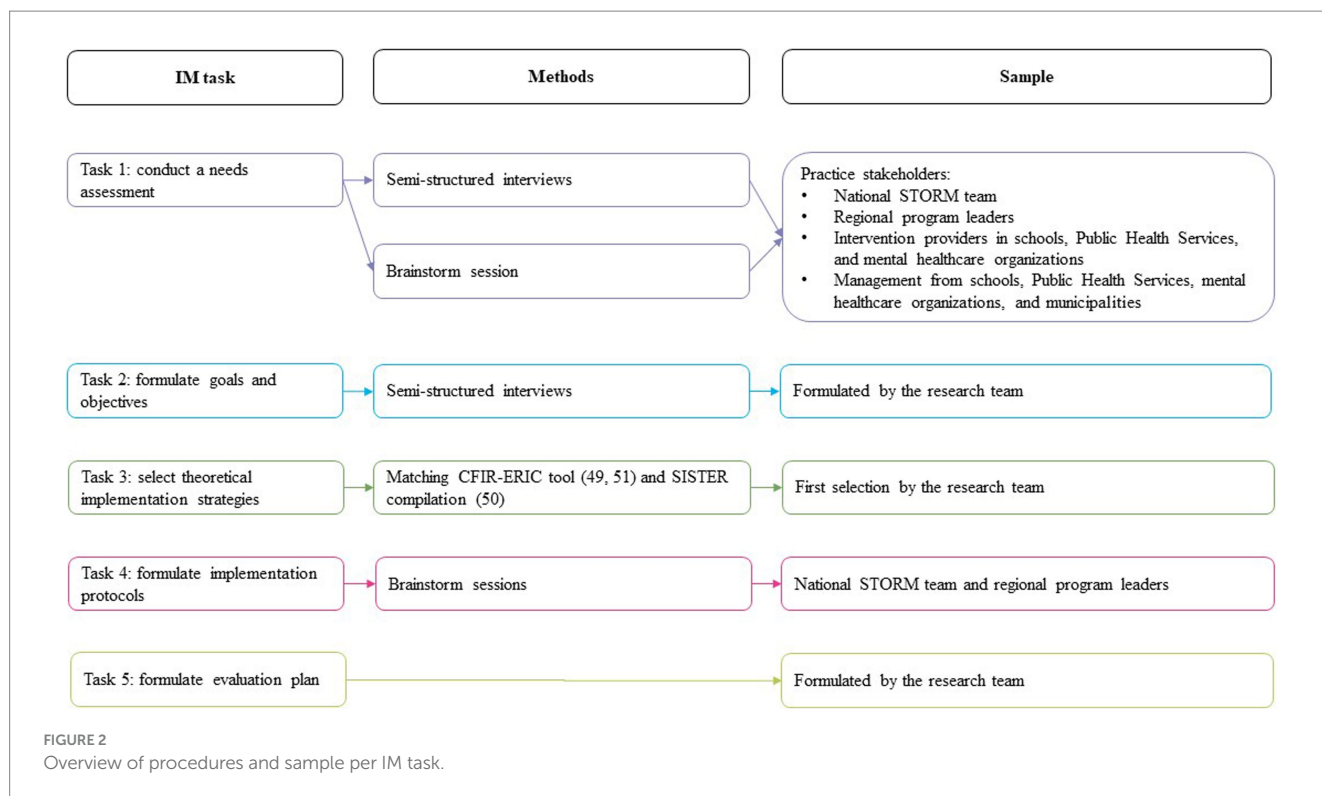 IM task
Methods
Sample
Task 1: conduct a needs
assessment
Semi-structured interviews
Brainstorm session
Practice stakeholders:
• National STORM team
• Regional program leaders
• Intervention providers in schools, Public Health Services,
and mental healthcare organizations
• Management from schools, Public Health Services, mental
healthcare organizations, and municipalities
Task 2: formulate goals and
objectives
Semi-structured interviews
Formulated by the research team
Task 3: select theoretical
implementation strategies
Matching CFIR-ERIC tool (49, 51) and SISTER
compilation (50)
First selection by the research team
Task 4: formulate implementation
protocols
Brainstorm sessions
National STORM team and regional program leaders
Task 5: formulate evaluation plan
Formulated by the research team
FIGURE 2
Overview of procedures and sample per IM task.